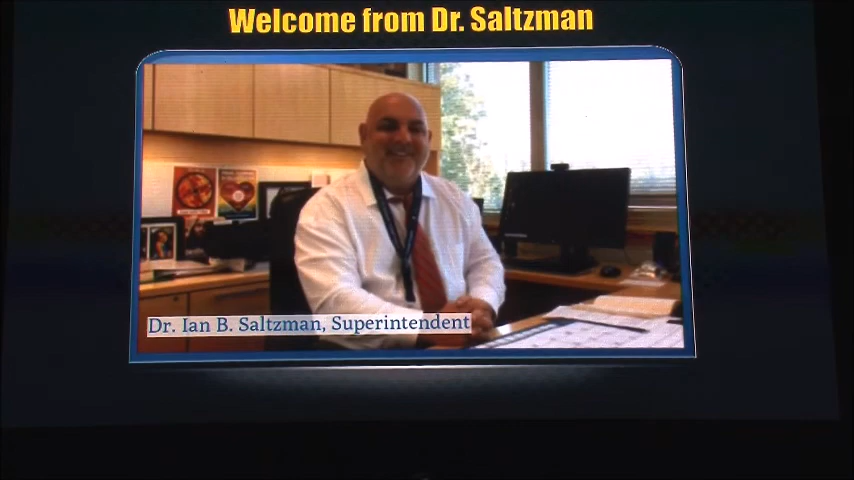 Welcome from Dr. Saltzman
Dr. Ian B. Saltzman, Superintendent